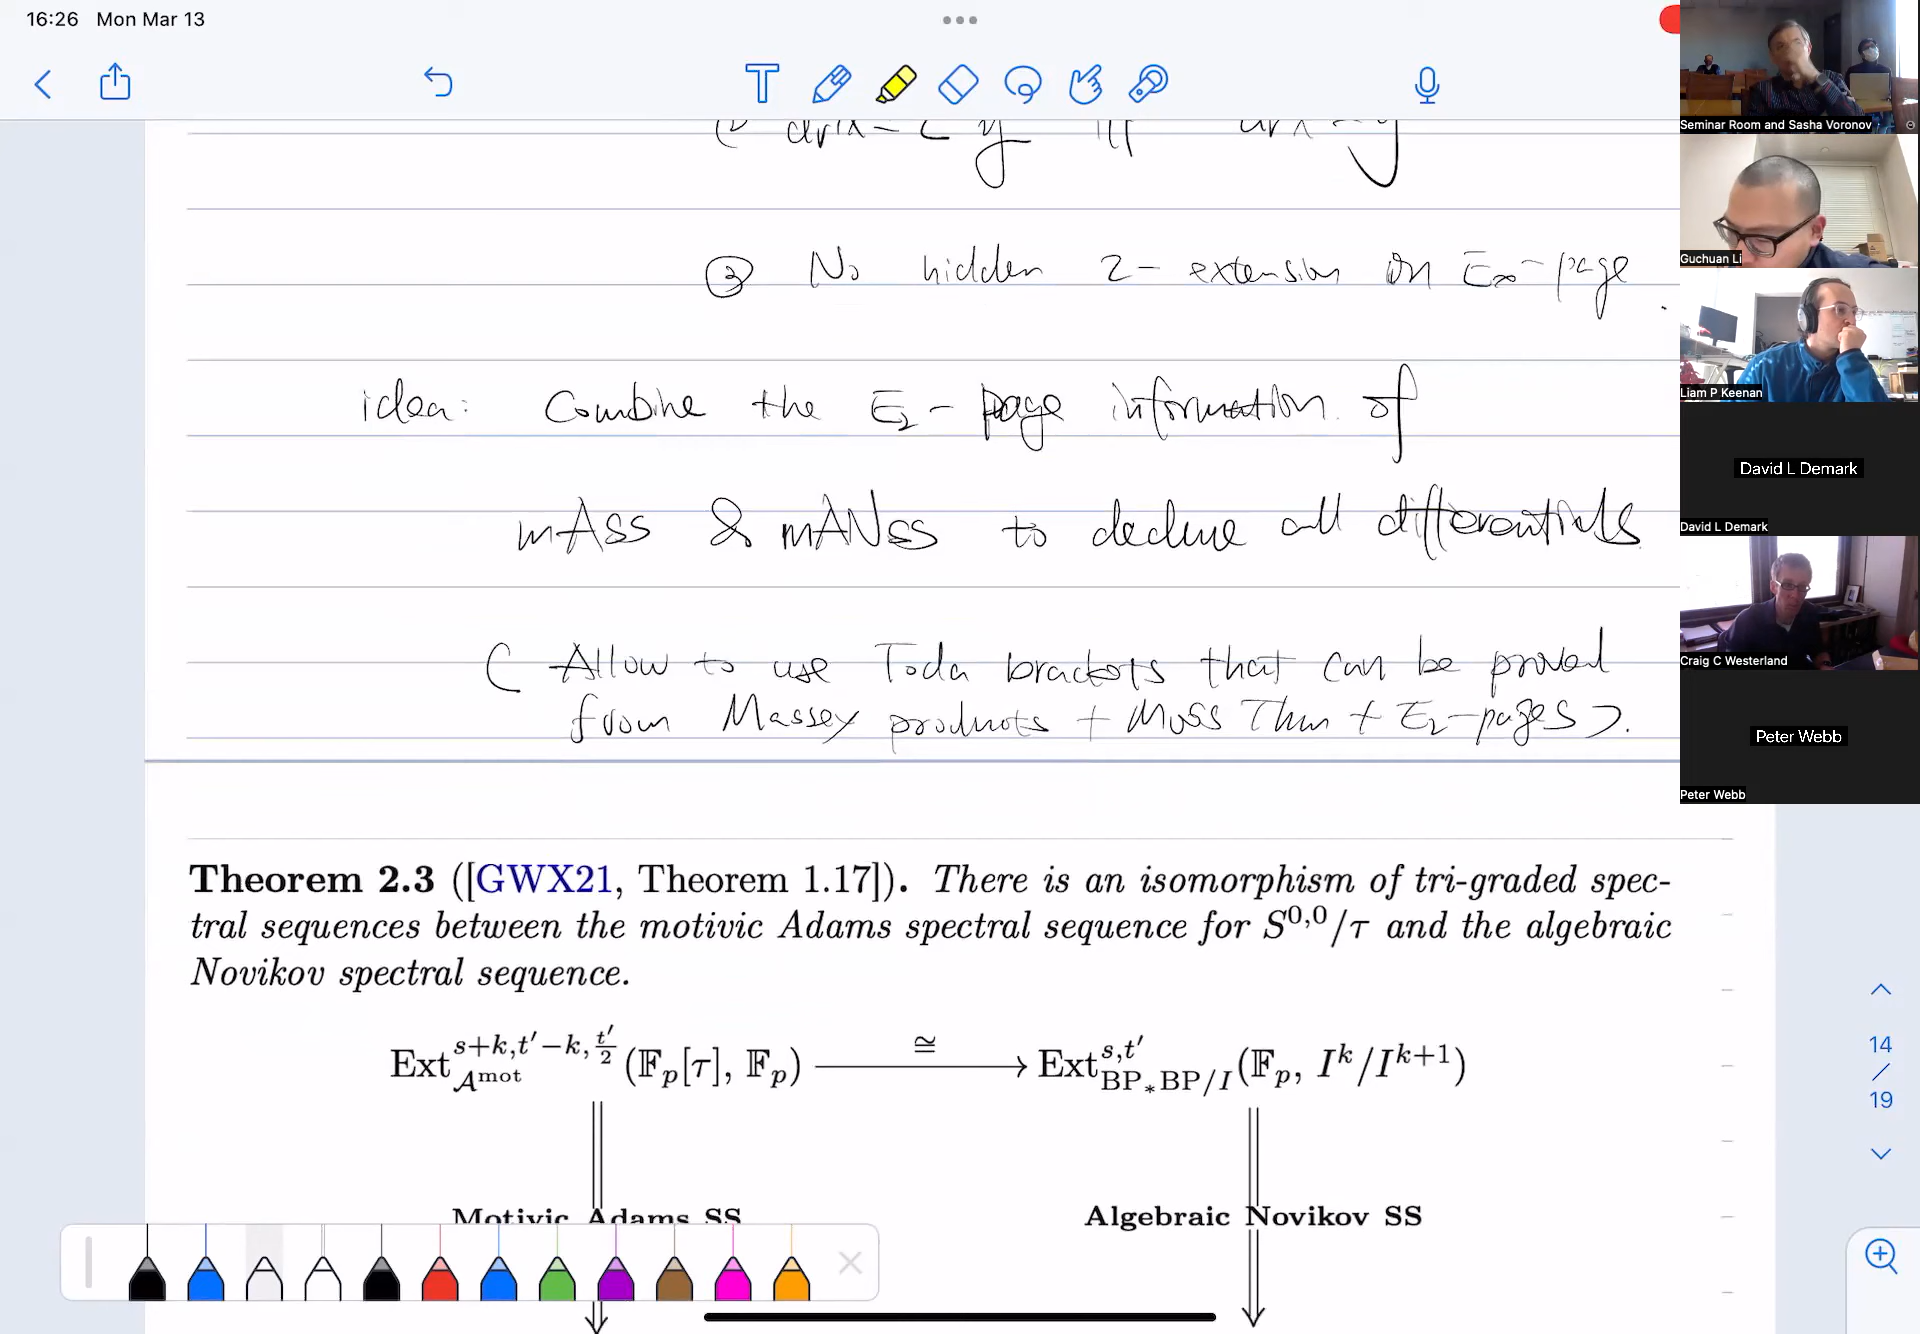 16:26 Mon Mar 13
Seminar Room and Sasha Voronov
③ No hidden 2-extension on E∞-page.
Guchuan Li
idea: Combine the E₂-page information of
Liam P Keenan
mAss & mANss to deduce all differentials
David L Demark
David L Demark
( Allow to use Toda brackets that can be proved
Craig C Westerland
from Massey products + Moss Thm + E₂-pages ).
Peter Webb
Peter Webb
Theorem 2.3 ([GWX21, Theorem 1.17]). There is an isomorphism of tri-graded spec-
tral sequences between the motivic Adams spectral sequence for S^{0,0}/τ and the algebraic
Novikov spectral sequence.
Ext_{𝒜^{mot}}^{s+k,t′−k,\frac{t′}{2}}(𝔽_p[τ], 𝔽_p) ≅ Ext_{BP_*BP/I}^{s,t′}(𝔽_p, I^k/I^{k+1})
14
/
19
Motivic Adams SS Algebraic Novikov SS